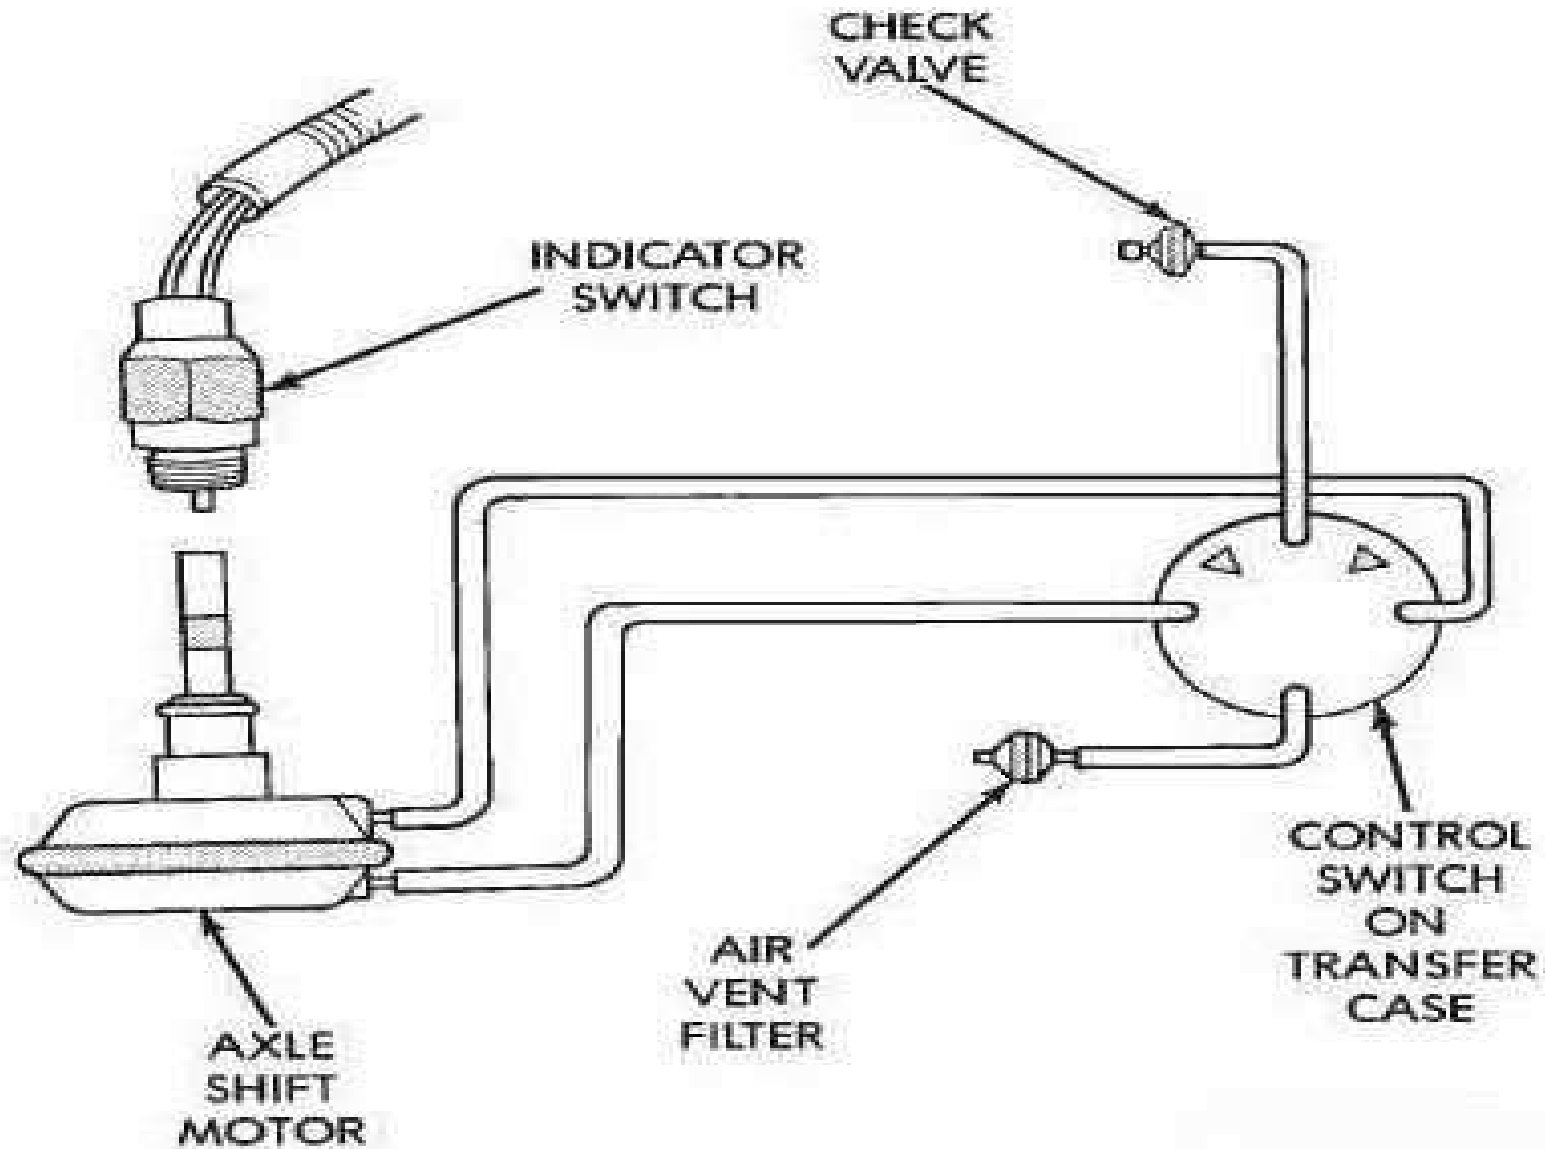 CHECK
VALVE
INDICATOR
SWITCH
CONTROL
SWITCH
ON
TRANSFER
CASE
AIR
VENT
FILTER
AXLE
SHIFT
MOTOR